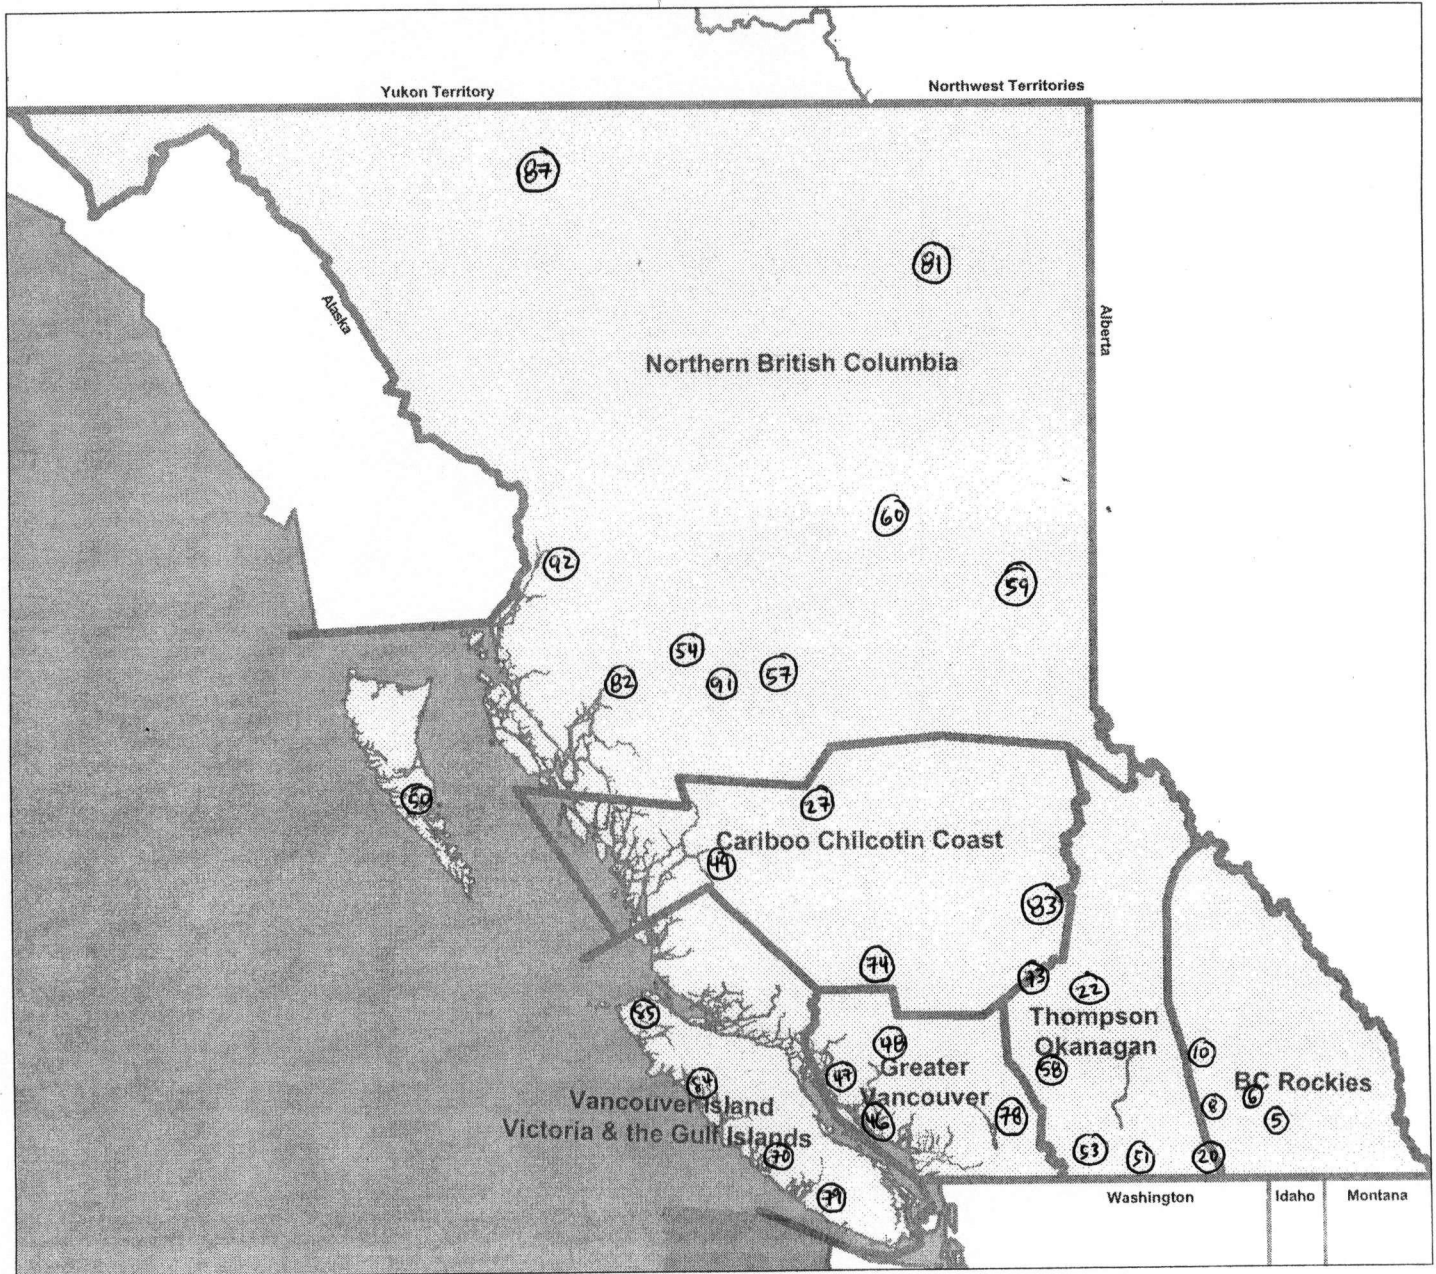 Yukon Territory
Northwest Territories
87
81
Alaska
Alberta
Northern British Columbia
60
92
59
54
91
57
82
50
27
Cariboo Chilcotin Coast
49
83
74
73
22
85
Thompson
Okanagan
48
10
58
47
Greater
Vancouver
BC Rockies
84
6
8
Vancouver Island
Victoria & the Gulf Islands
46
78
5
53
51
20
70
79
Washington
Idaho
Montana